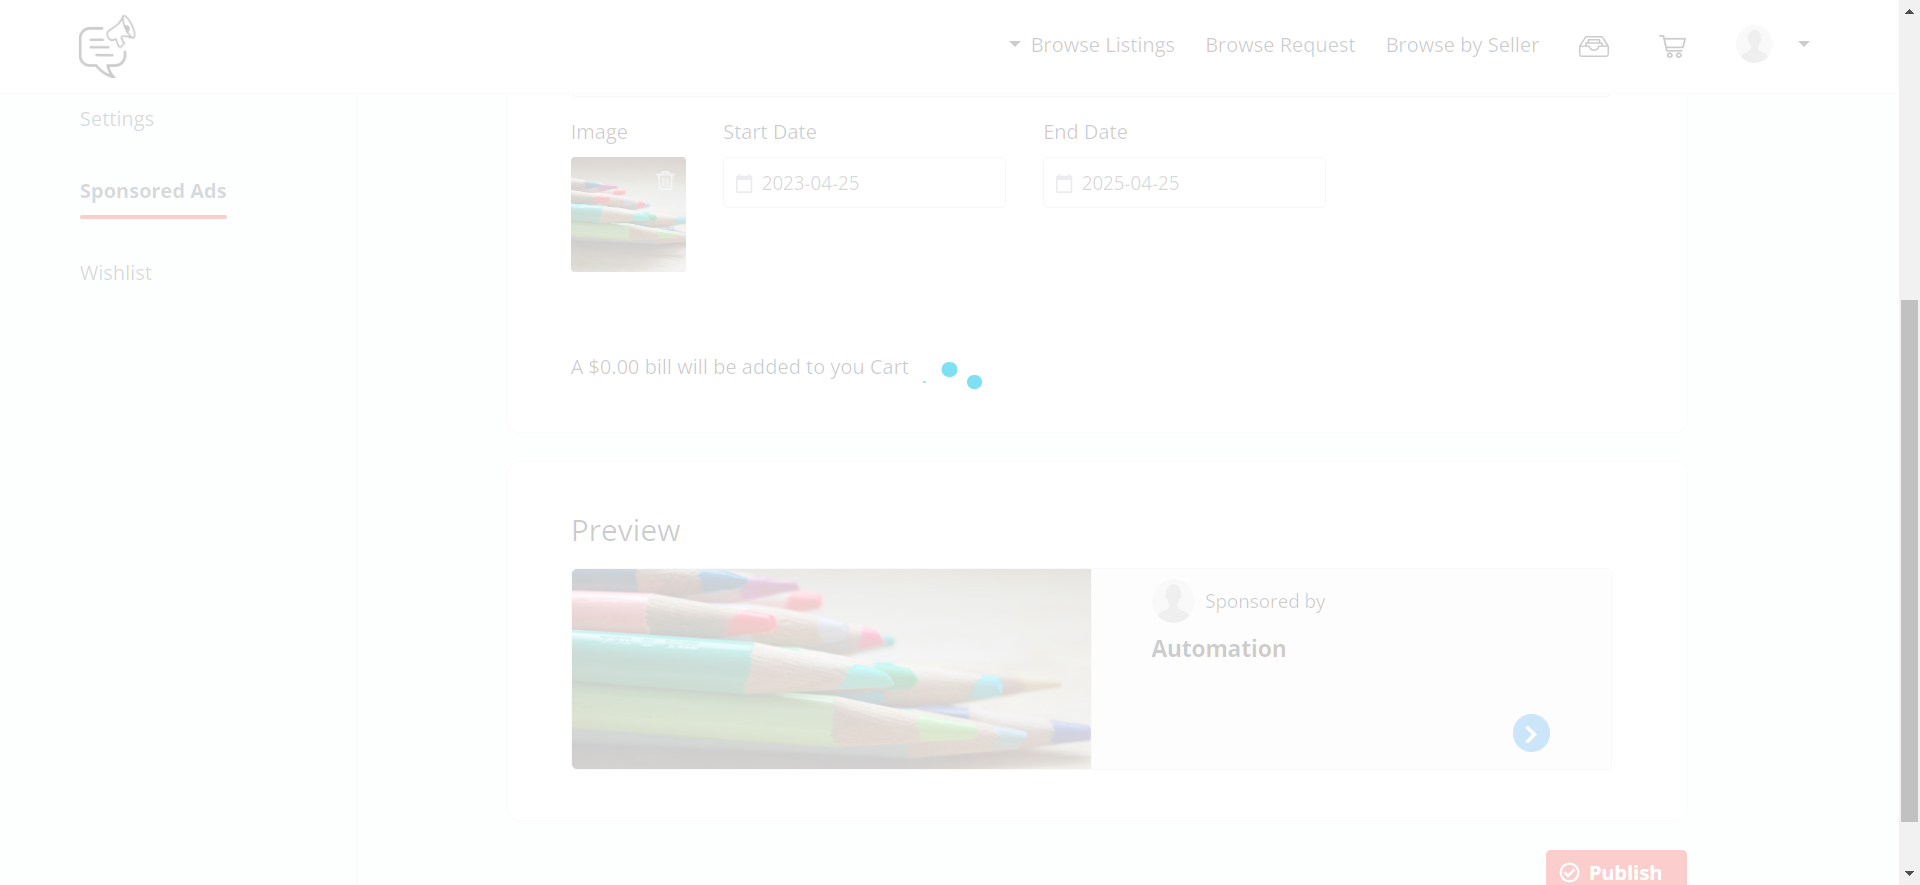 Browse Listings
Browse Request
Browse by Seller
Settings
Sponsored Ads
Wishlist
Image
Start Date
End Date
2023-04-25
2025-04-25
A $0.00 bill will be added to you Cart
Preview
Sponsored by
Automation
Publish